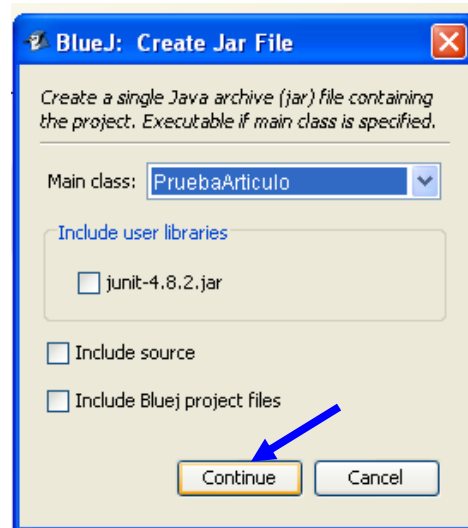 BlueJ: Create Jar File
Create a single Java archive (jar) file containing
the project. Executable if main class is specified.
Main class: PruebaArticulo
Include user libraries
junit-4.8.2.jar
Include source
Include Bluej project files
Continue Cancel